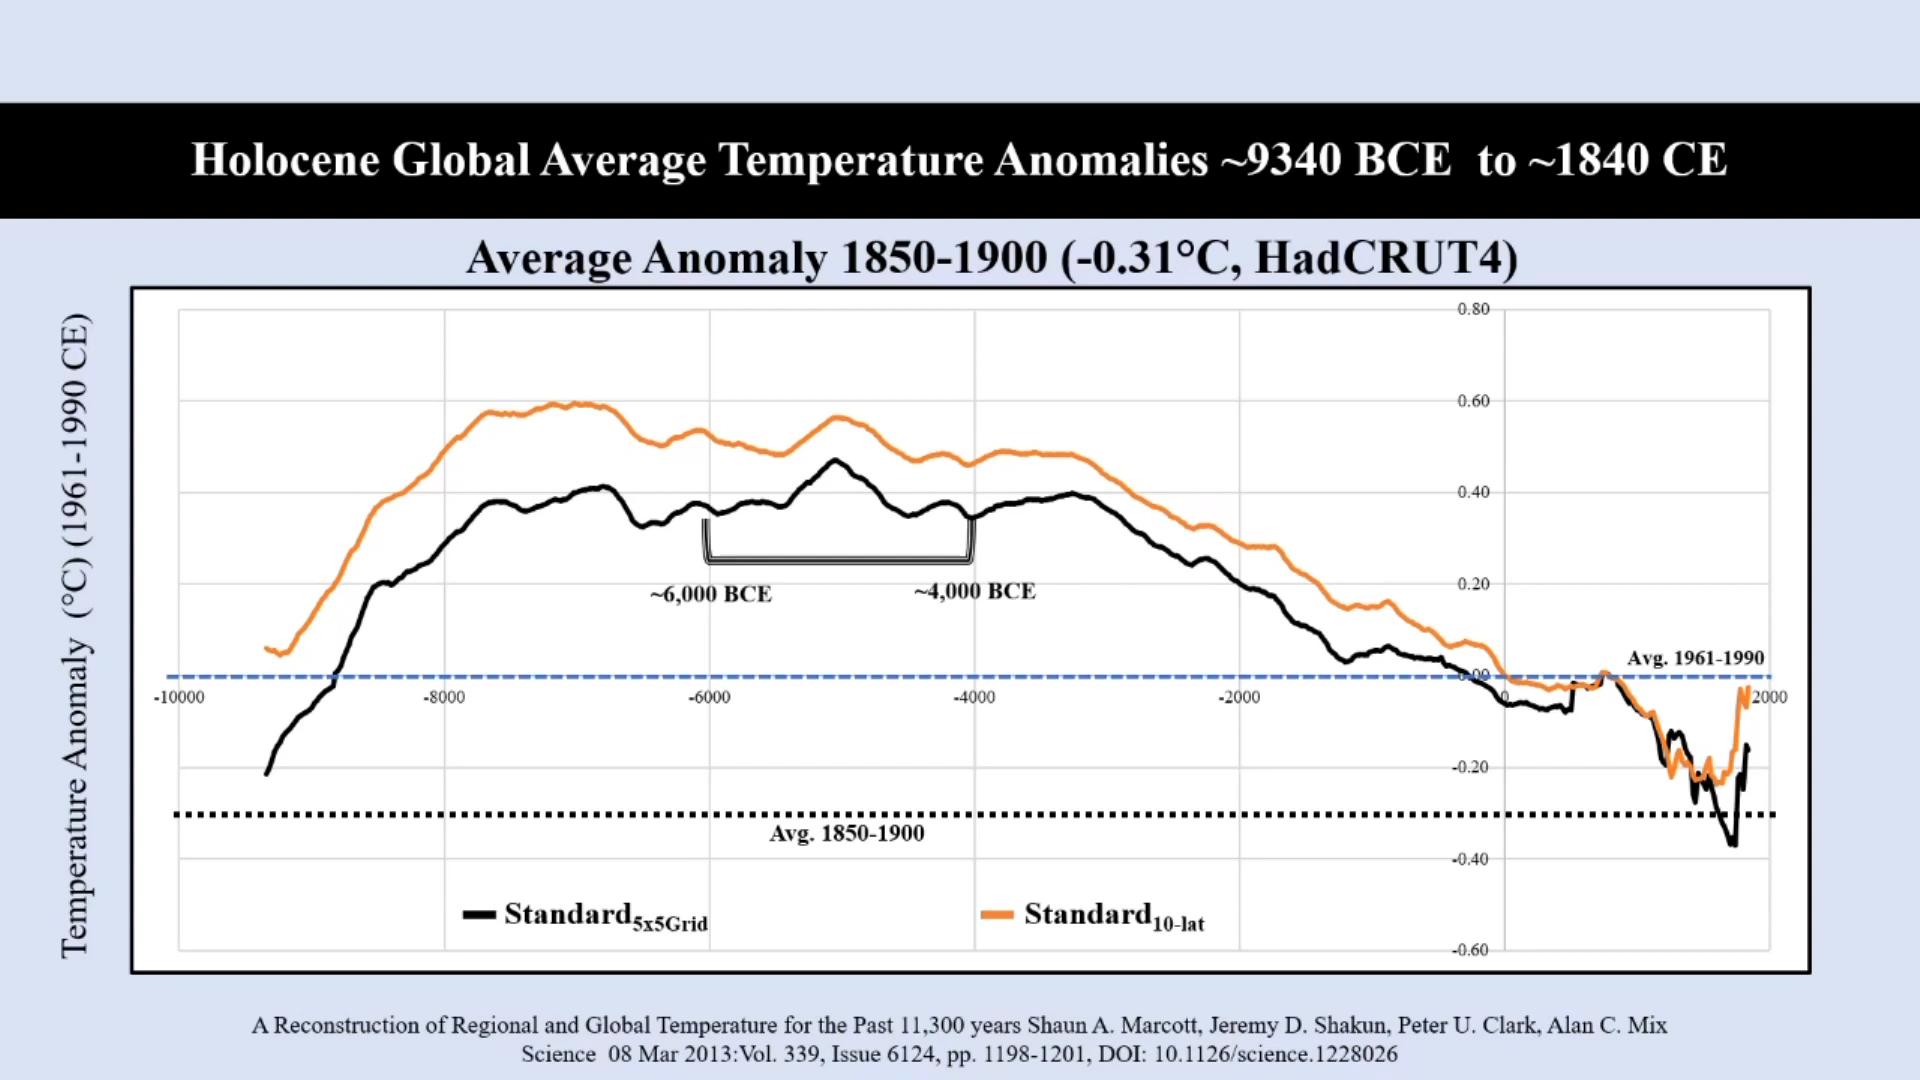 Holocene Global Average Temperature Anomalies ~9340 BCE to ~1840 CE
Average Anomaly 1850-1900 (-0.31°C, HadCRUT4)
Temperature Anomaly (°C) (1961-1990 CE)
0.80
0.60
0.40
0.20
0.00
-0.20
-0.40
-0.60
~6,000 BCE
~4,000 BCE
Avg. 1961-1990
-10000
-8000
-6000
-4000
-2000
0
2000
Avg. 1850-1900
Standard5x5Grid
Standard10-lat
A Reconstruction of Regional and Global Temperature for the Past 11,300 years Shaun A. Marcott, Jeremy D. Shakun, Peter U. Clark, Alan C. Mix
Science 08 Mar 2013:Vol. 339, Issue 6124, pp. 1198-1201, DOI: 10.1126/science.1228026